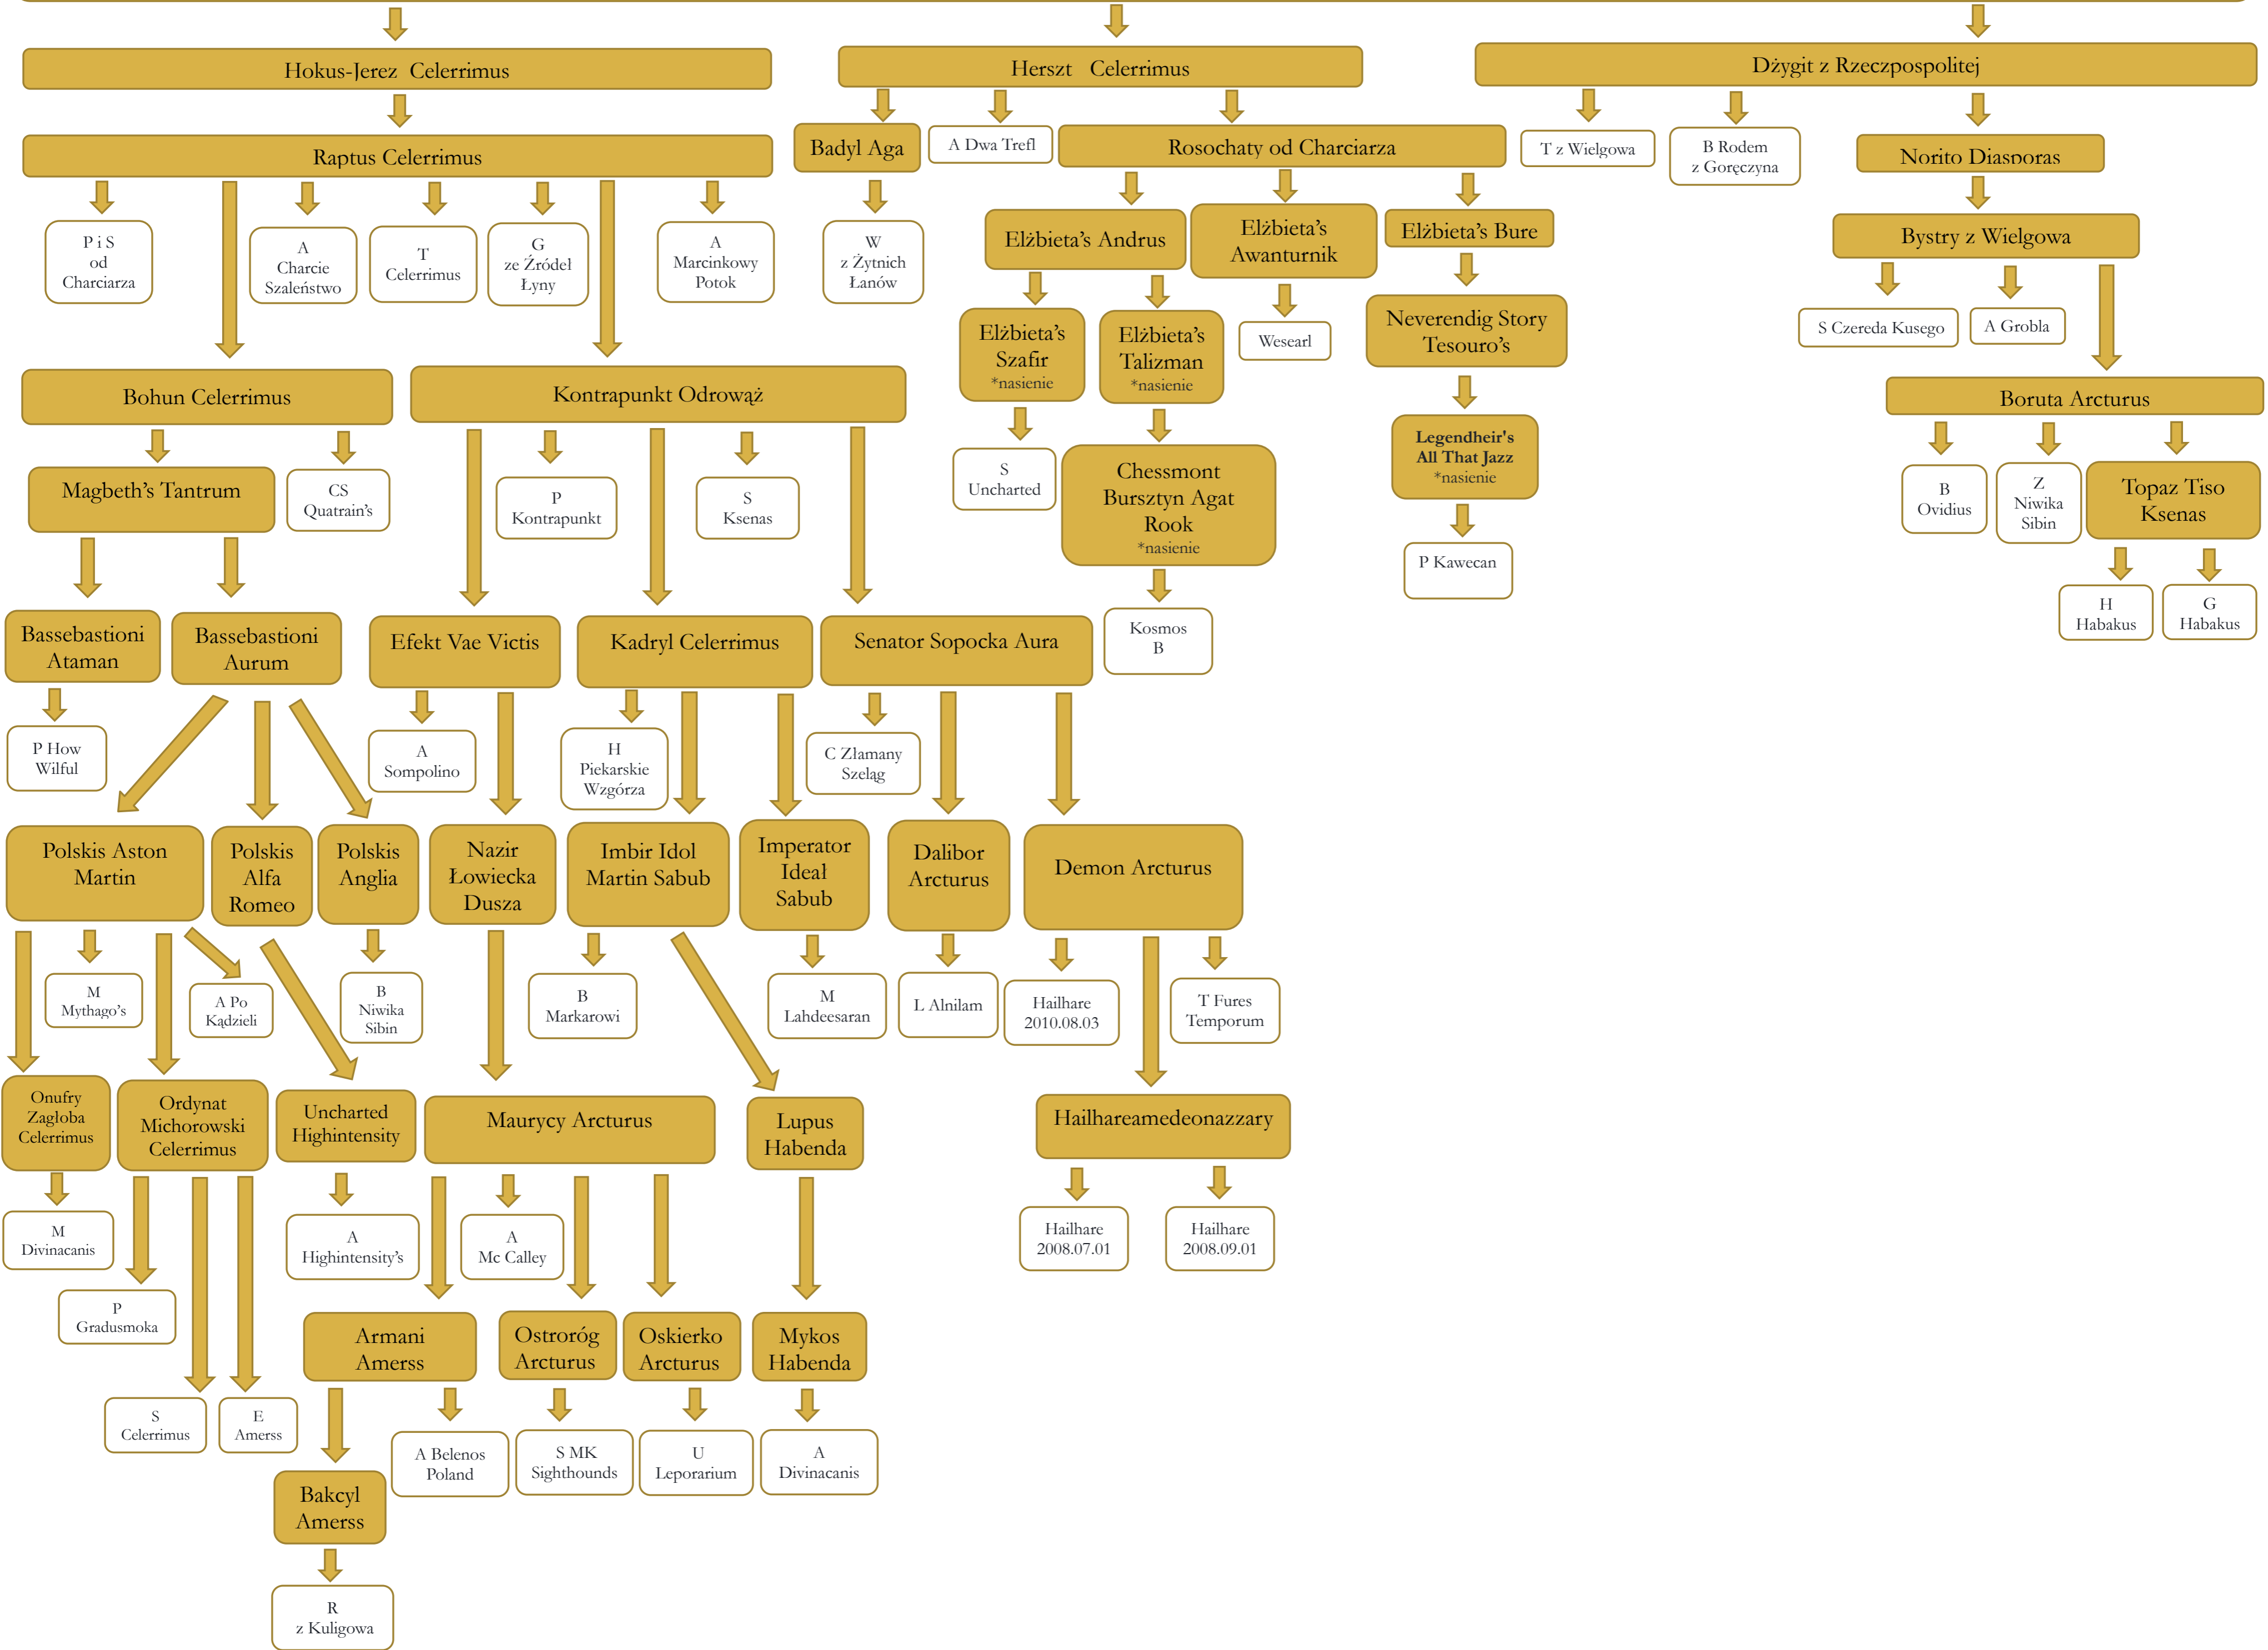 Hokus-Jerez Celerrimus
Herszt Celerrimus
Dżygit z Rzeczpospolitej
Raptus Celerrimus
Badyl Aga
A Dwa Trefl
Rosochaty od Charciarza
T z Wielgowa
B Rodem
z Goręczyna
Norito Diasporas
P i S
od
Charciarza
A
Charcie
Szaleństwo
T
Celerrimus
G
ze Źródeł
Łyny
A
Marcinkowy
Potok
W
z Żytnich
Łanów
Elżbieta’s Andrus
Elżbieta’s
Awanturnik
Elżbieta’s Bure
Bystry z Wielgowa
Elżbieta’s
Szafir
*nasienie
Elżbieta’s
Talizman
*nasienie
Wesearl
Neverendig Story
Tesouro’s
S Czereda Kusego
A Grobla
Bohun Celerrimus
Kontrapunkt Odrowąż
Boruta Arcturus
Magbeth’s Tantrum
CS
Quatrain’s
P
Kontrapunkt
S
Ksenas
S
Uncharted
Chessmont
Bursztyn Agat
Rook
*nasienie
Legendheir's
All That Jazz
*nasienie
B
Ovidius
Z
Niwika
Sibin
Topaz Tiso
Ksenas
P Kawecan
H
Habakus
G
Habakus
Bassebastioni
Ataman
Bassebastioni
Aurum
Efekt Vae Victis
Kadryl Celerrimus
Senator Sopocka Aura
Kosmos
B
P How
Wilful
A
Sompolino
H
Piekarskie
Wzgórza
C Złamany
Szeląg
Polskis Aston
Martin
Polskis
Alfa
Romeo
Polskis
Anglia
Nazir
Łowiecka
Dusza
Imbir Idol
Martin Sabub
Imperator
Ideał
Sabub
Dalibor
Arcturus
Demon Arcturus
M
Mythago’s
A Po
Kądzieli
B
Niwika
Sibin
B
Markarowi
M
Lahdeesaran
L Alnilam
Hailhare
2010.08.03
T Fures
Temporum
Onufry
Zagłoba
Celerrimus
Ordynat
Michorowski
Celerrimus
Uncharted
Highintensity
Maurycy Arcturus
Lupus
Habenda
Hailhareamedeonazzary
M
Divinacanis
A
Highintensity’s
A
Mc Calley
Hailhare
2008.07.01
Hailhare
2008.09.01
P
Gradusmoka
Armani
Amerss
Ostroróg
Arcturus
Oskierko
Arcturus
Mykos
Habenda
S
Celerrimus
E
Amerss
A Belenos
Poland
S MK
Sighthounds
U
Leporarium
A
Divinacanis
Bakcyl
Amerss
R
z Kuligowa